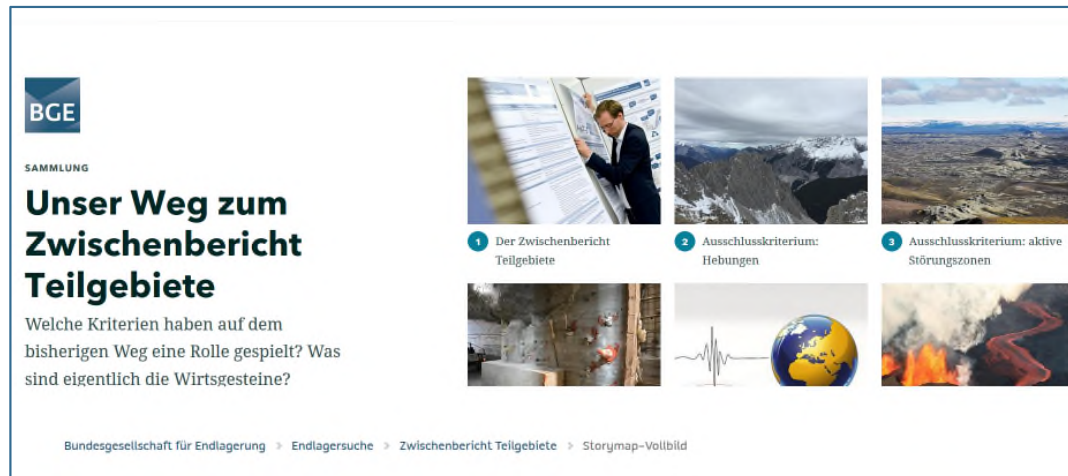 BGE
SAMMLUNG
Unser Weg zum
Zwischenbericht
Teilgebiete
Welche Kriterien haben auf dem
bisherigen Weg eine Rolle gespielt? Was
sind eigentlich die Wirtsgesteine?
1 Der Zwischenbericht
Teilgebiete
2 Ausschlusskriterium:
Hebungen
3 Ausschlusskriterium: aktive
Störungszonen
Bundesgesellschaft für Endlagerung > Endlagersuche > Zwischenbericht Teilgebiete > Storymap-Vollbild